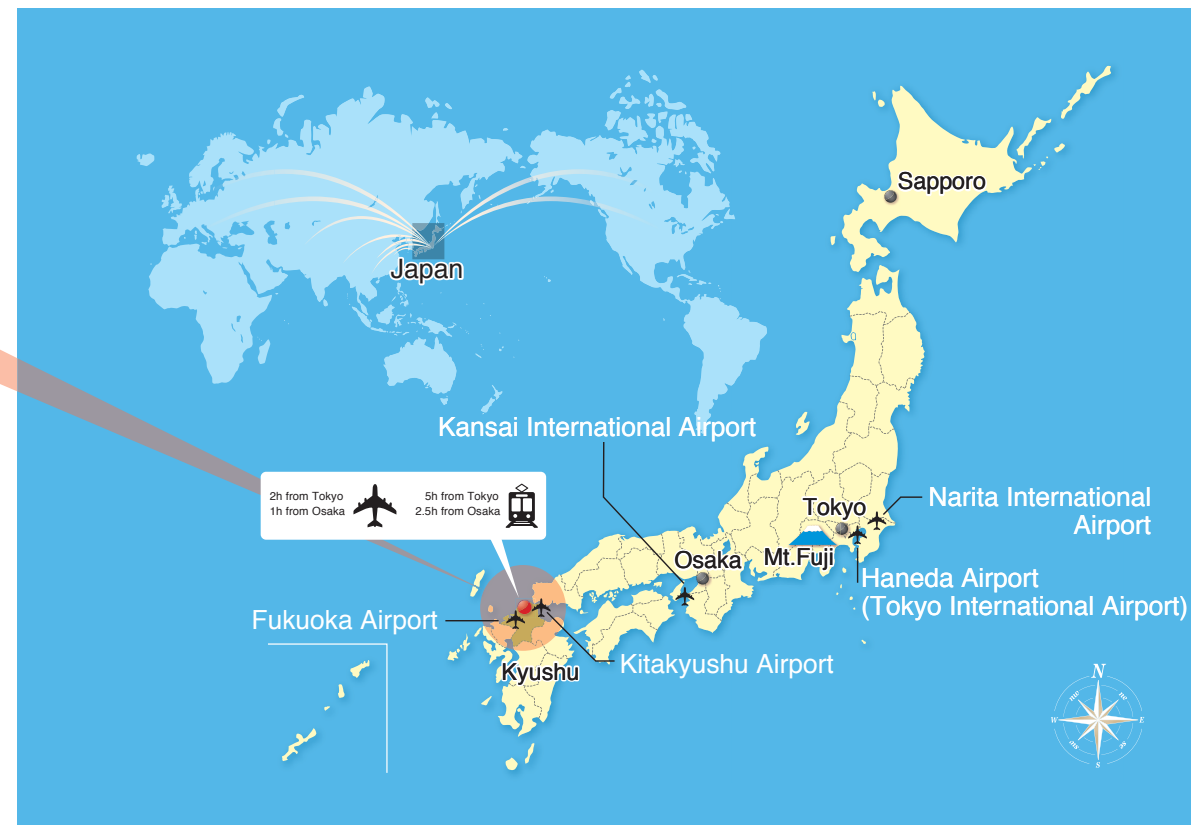 Sapporo
Japan
Kansai International Airport
2h from Tokyo
1h from Osaka
5h from Tokyo
2.5h from Osaka
Tokyo
Narita International
Airport
Osaka
Mt.Fuji
Haneda Airport
(Tokyo International Airport)
Fukuoka Airport
Kyushu
Kitakyushu Airport
N
W
E
S